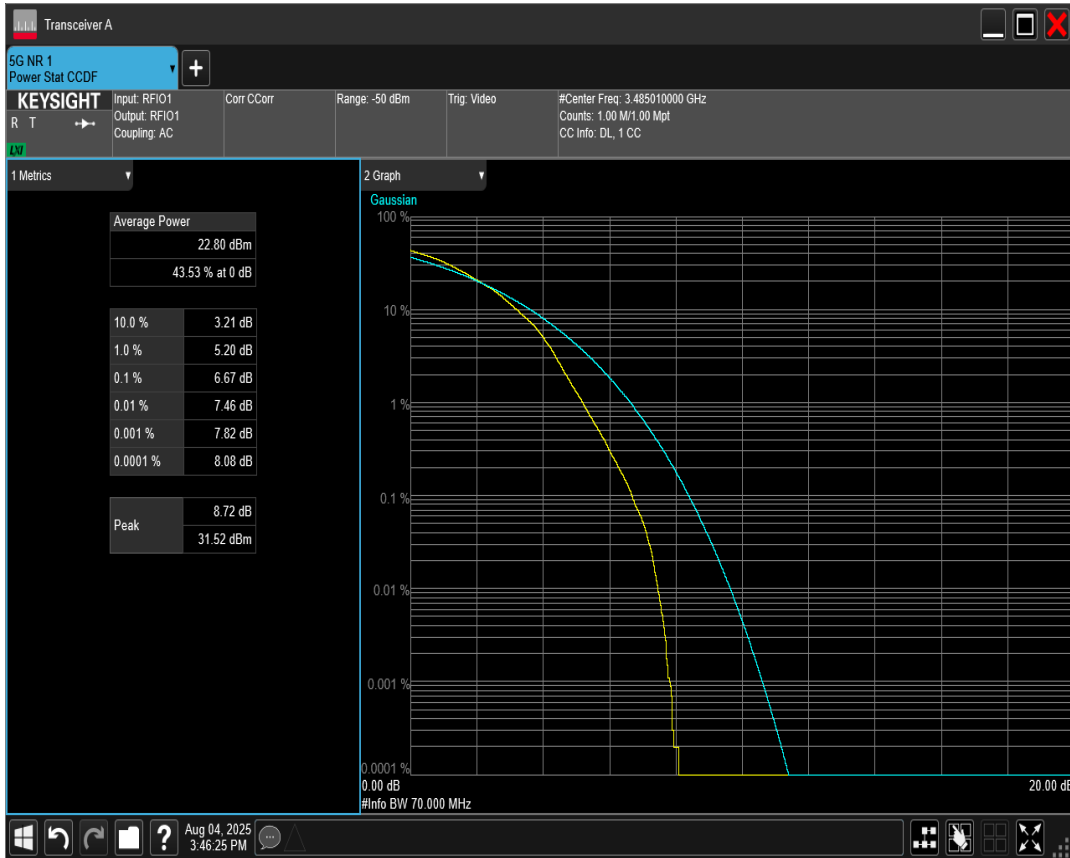 Transceiver A
5G NR 1
Power Stat CCDF
KEYSIGHT
R T
LXI
Input: RFIO1
Output: RFIO1
Coupling: AC
Corr CCorr
Range: -50 dBm
Trig: Video
#Center Freq: 3.485010000 GHz
Counts: 1.00 M/1.00 Mpt
CC Info: DL, 1 CC
1 Metrics
Average Power
22.80 dBm
43.53 % at 0 dB
10.0 % 3.21 dB
1.0 % 5.20 dB
0.1 % 6.67 dB
0.01 % 7.46 dB
0.001 % 7.82 dB
0.0001 % 8.08 dB
Peak
8.72 dB
31.52 dBm
2 Graph
Gaussian
100 %
10 %
1 %
0.1 %
0.01 %
0.001 %
0.0001 %
0.00 dB
20.00 dB
#Info BW 70.000 MHz
?
Aug 04, 2025
3:46:25 PM